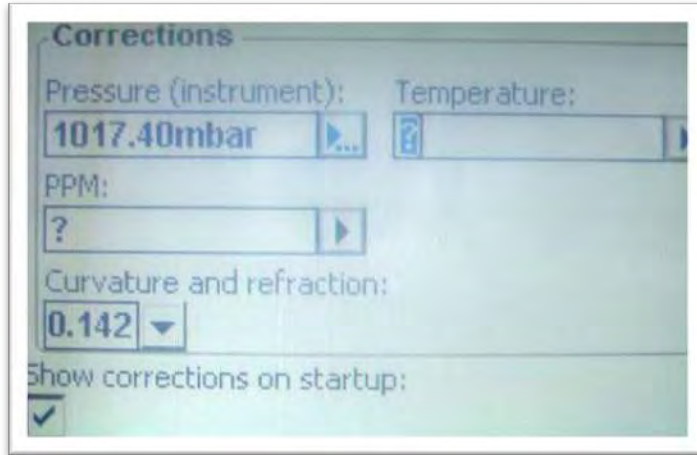 Corrections
Pressure (instrument): Temperature:
1017.40mbar ... ?
PPM:
?
Curvature and refraction:
0.142
Show corrections on startup: